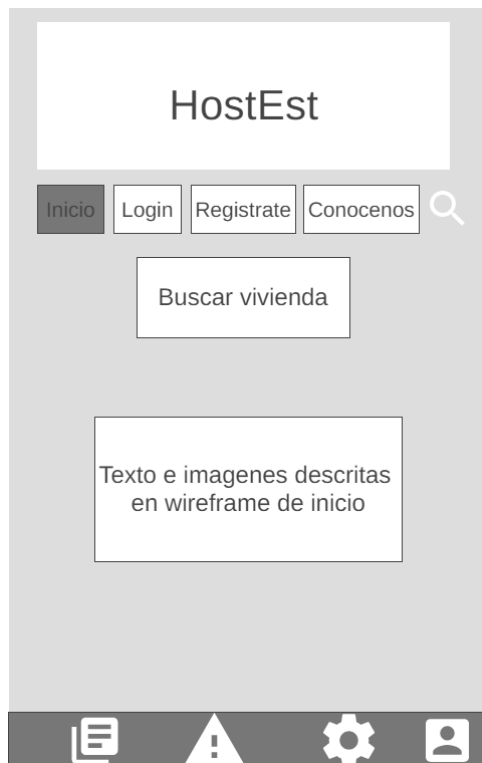 HostEst
Inicio Login Registrate Conocenos
Buscar vivienda
Texto e imagenes descritas
en wireframe de inicio